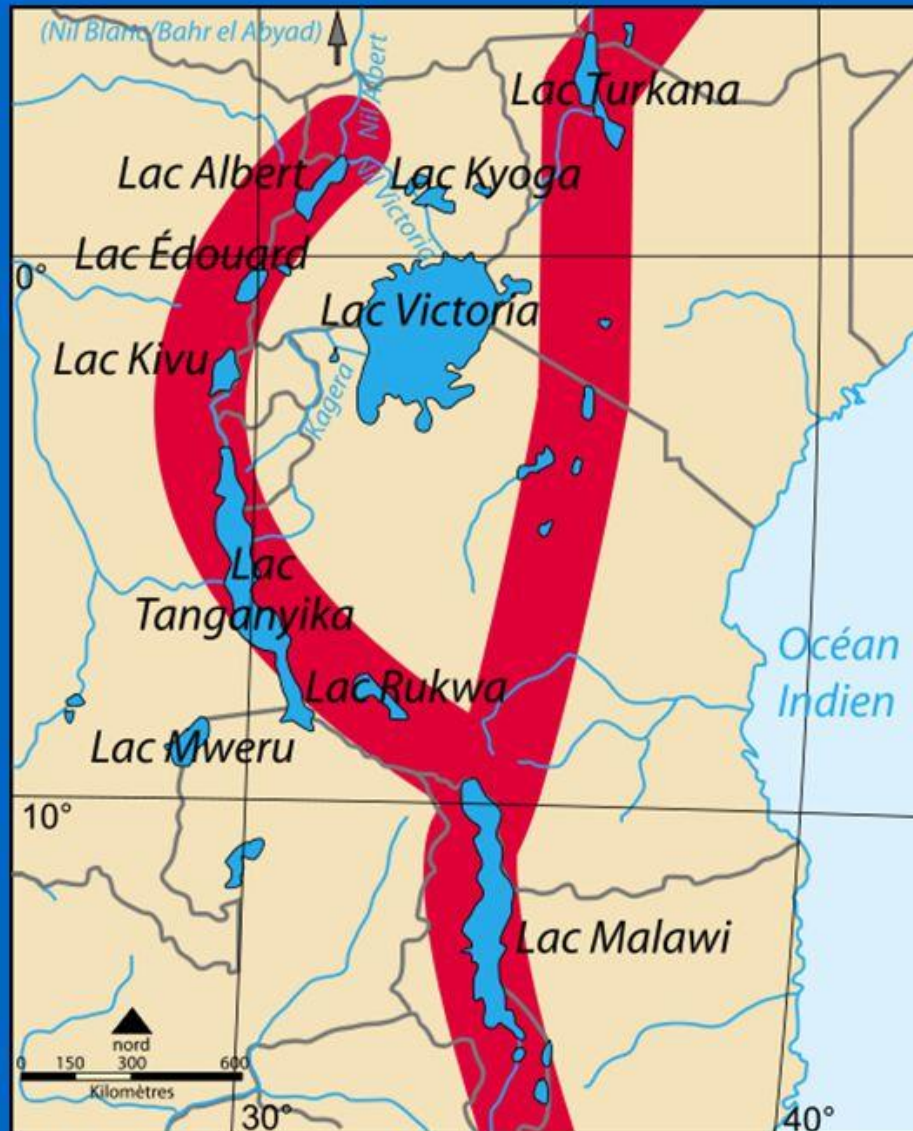 (Nil Blanc/Bahr el Abyad)
Nil Albert
Lac Turkana
Lac Albert
Lac Kyoga
Nil Victoria
Lac Édouard
0°
Lac Victoria
Lac Kivu
Kagera
Lac
Tanganyika
Océan
Indien
Lac Rukwa
Lac Mweru
10°
Lac Malawi
nord
0 150 300 600
Kilomètres
30°
40°